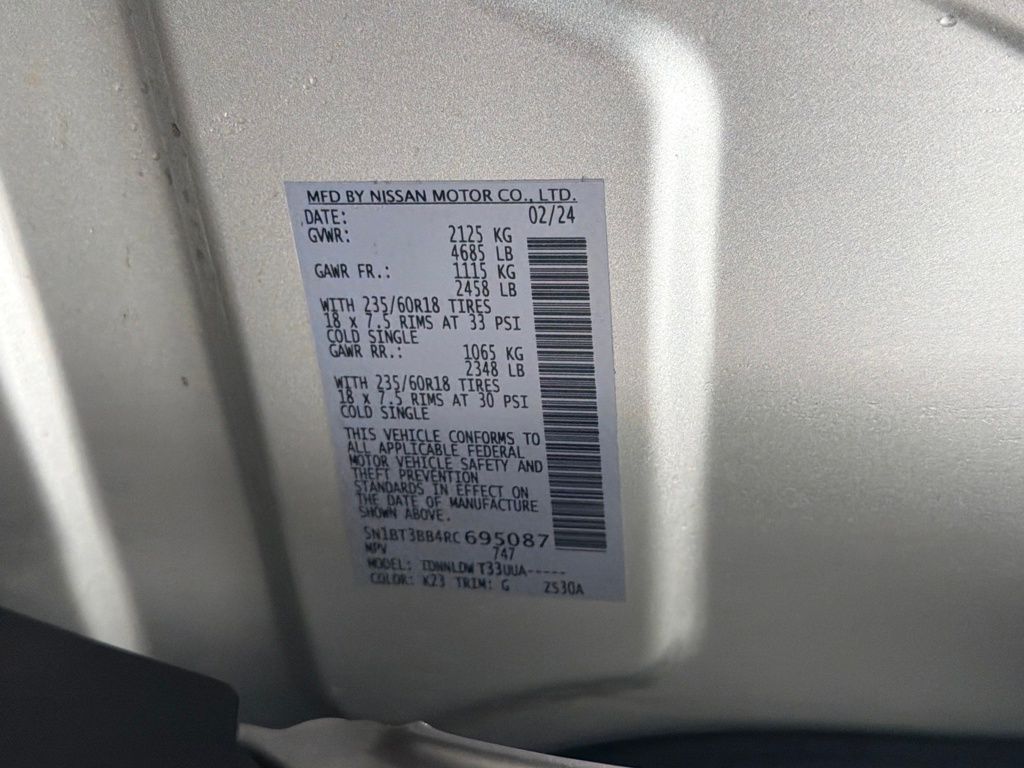 MFD BY NISSAN MOTOR CO., LTD.
DATE: 02/24
GVWR: 2125 KG
4685 LB
GAWR FR.: 1115 KG
2458 LB
WITH 235/60R18 TIRES
18 x 7.5 RIMS AT 33 PSI
COLD SINGLE
GAWR RR.: 1065 KG
2348 LB
WITH 235/60R18 TIRES
18 x 7.5 RIMS AT 30 PSI
COLD SINGLE
THIS VEHICLE CONFORMS TO
ALL APPLICABLE FEDERAL
MOTOR VEHICLE SAFETY AND
THEFT PREVENTION
STANDARDS IN EFFECT ON
THE DATE OF MANUFACTURE
SHOWN ABOVE.
5N1BT3BB4RC695087
MPV 747
MODEL: TDNNLDW T33UUA-----
COLOR: K23 TRIM: G 2S30A